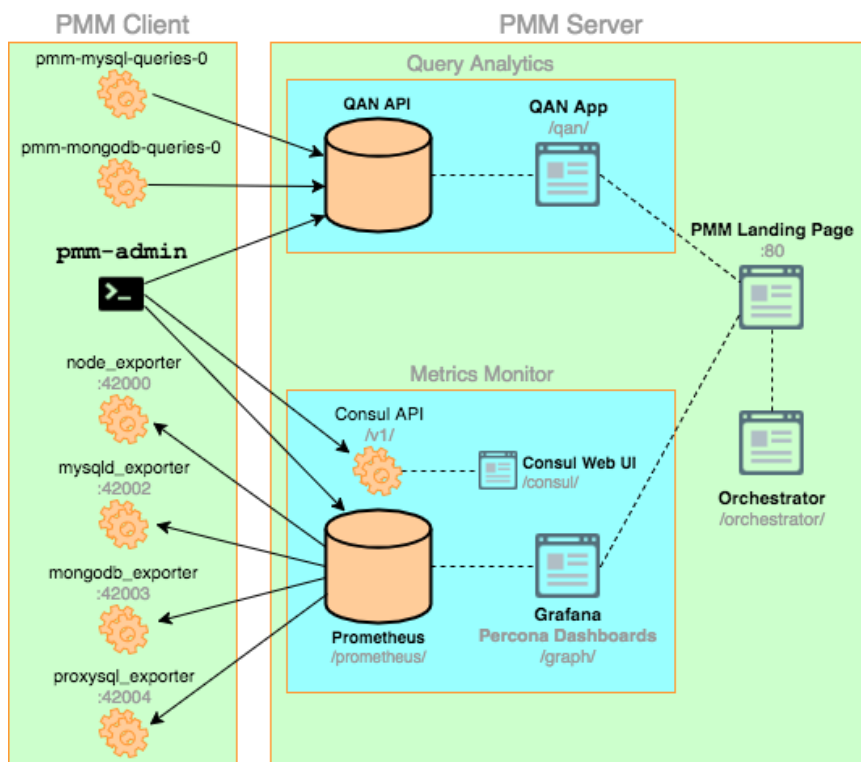 PMM Client
pmm-mysql-queries-0
pmm-mongodb-queries-0
pmm-admin
node_exporter
:42000
mysqld_exporter
:42002
mongodb_exporter
:42003
proxysql_exporter
:42004
PMM Server
Query Analytics
QAN API
QAN App
/qan/
PMM Landing Page
:80
Metrics Monitor
Consul API
/v1/
Consul Web UI
/consul/
Orchestrator
/orchestrator/
Prometheus
/prometheus/
Grafana
Percona Dashboards
/graph/